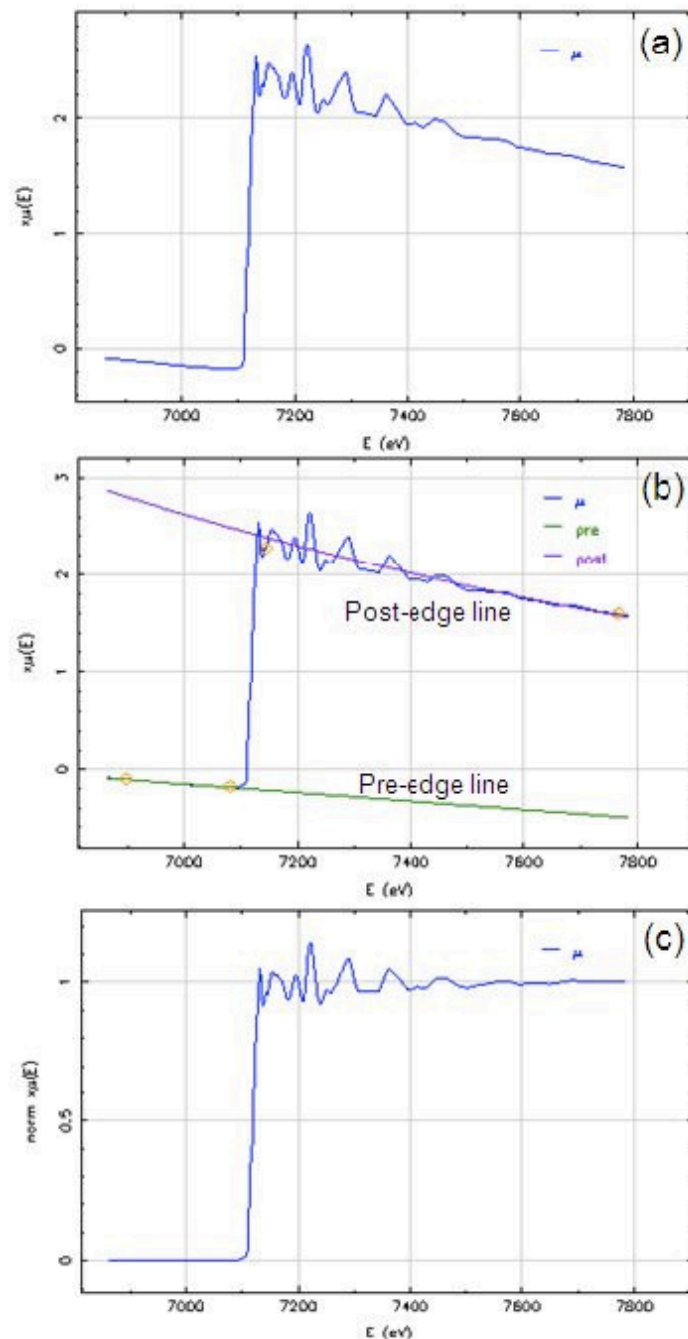 (a)
μ
2
1
0
xμ(E)
7000 7200 7400 7600 7800
E (eV)
(b)
3
μ
pre
post
2
Post-edge line
1
xμ(E)
0
Pre-edge line
7000 7200 7400 7600 7800
E (eV)
(c)
μ
1
0.5
norm xμ(E)
0
7000 7200 7400 7600 7800
E (eV)